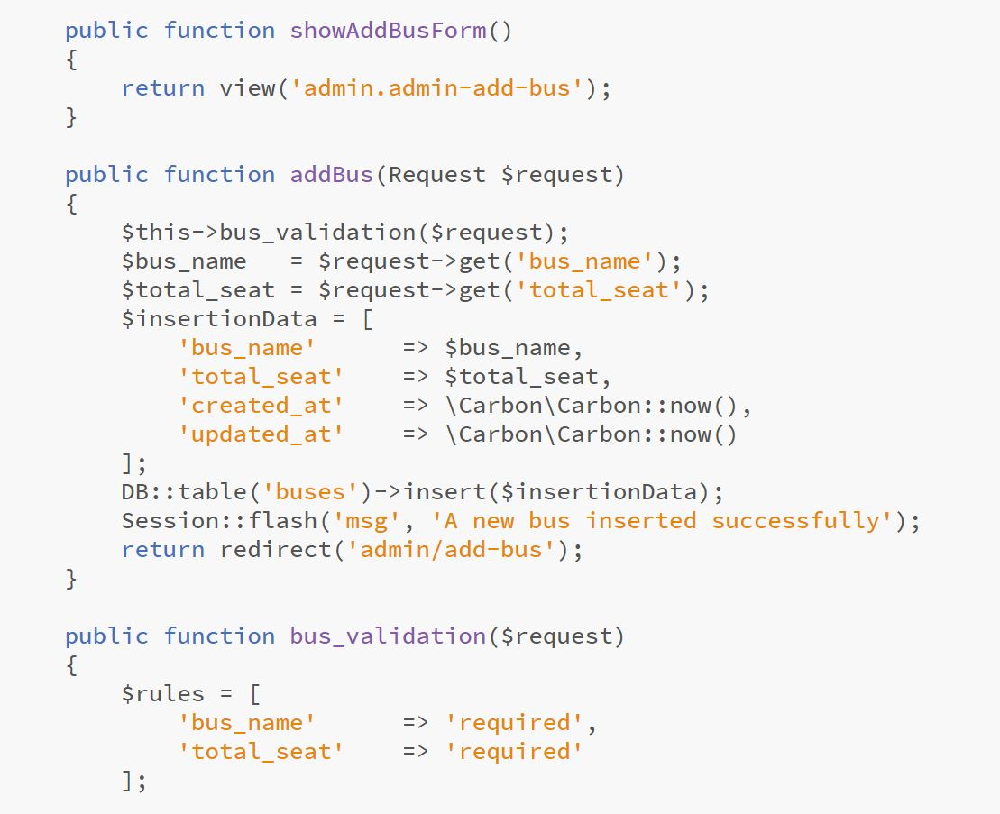 public function showAddBusForm()
{
    return view('admin.admin-add-bus');
}

public function addBus(Request $request)
{
    $this->bus_validation($request);
    $bus_name   = $request->get('bus_name');
    $total_seat = $request->get('total_seat');
    $insertionData = [
        'bus_name'      => $bus_name,
        'total_seat'    => $total_seat,
        'created_at'    => \Carbon\Carbon::now(),
        'updated_at'    => \Carbon\Carbon::now()
    ];
    DB::table('buses')->insert($insertionData);
    Session::flash('msg', 'A new bus inserted successfully');
    return redirect('admin/add-bus');
}

public function bus_validation($request)
{
    $rules = [
        'bus_name'      => 'required',
        'total_seat'    => 'required'
    ];